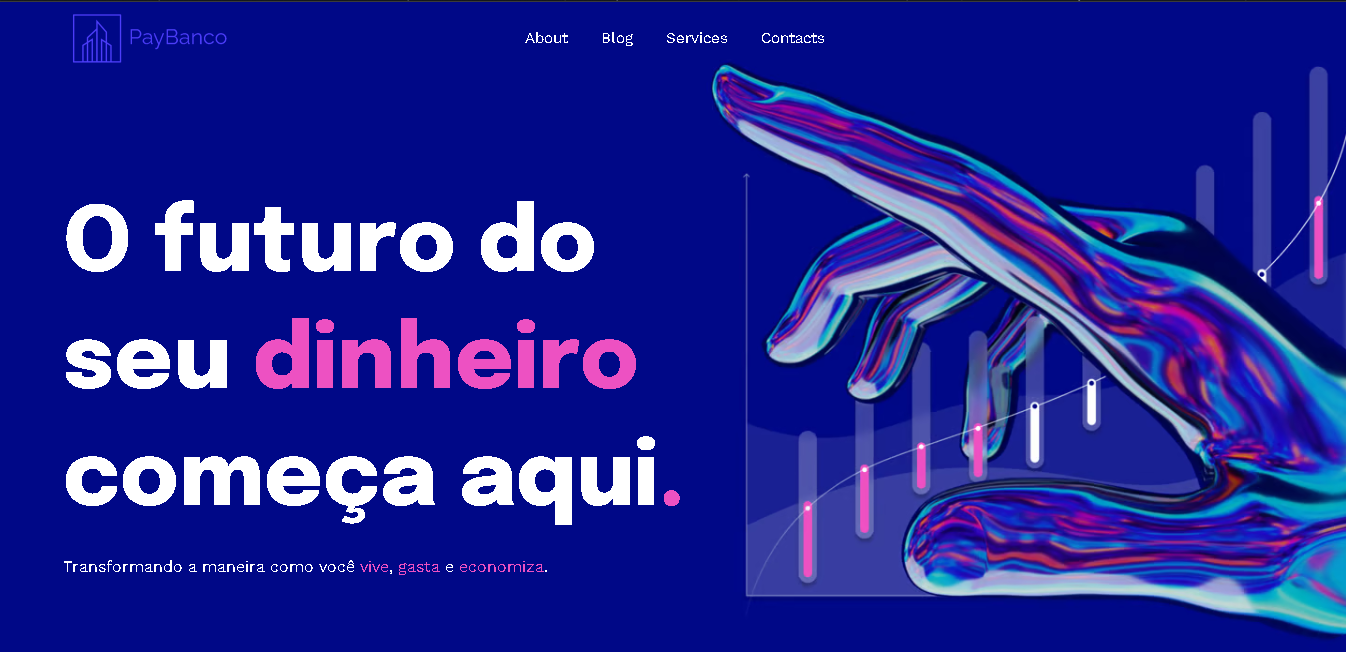 PayBanco
About Blog Services Contacts
O futuro do
seu dinheiro
começa aqui.
Transformando a maneira como você vive, gasta e economiza.